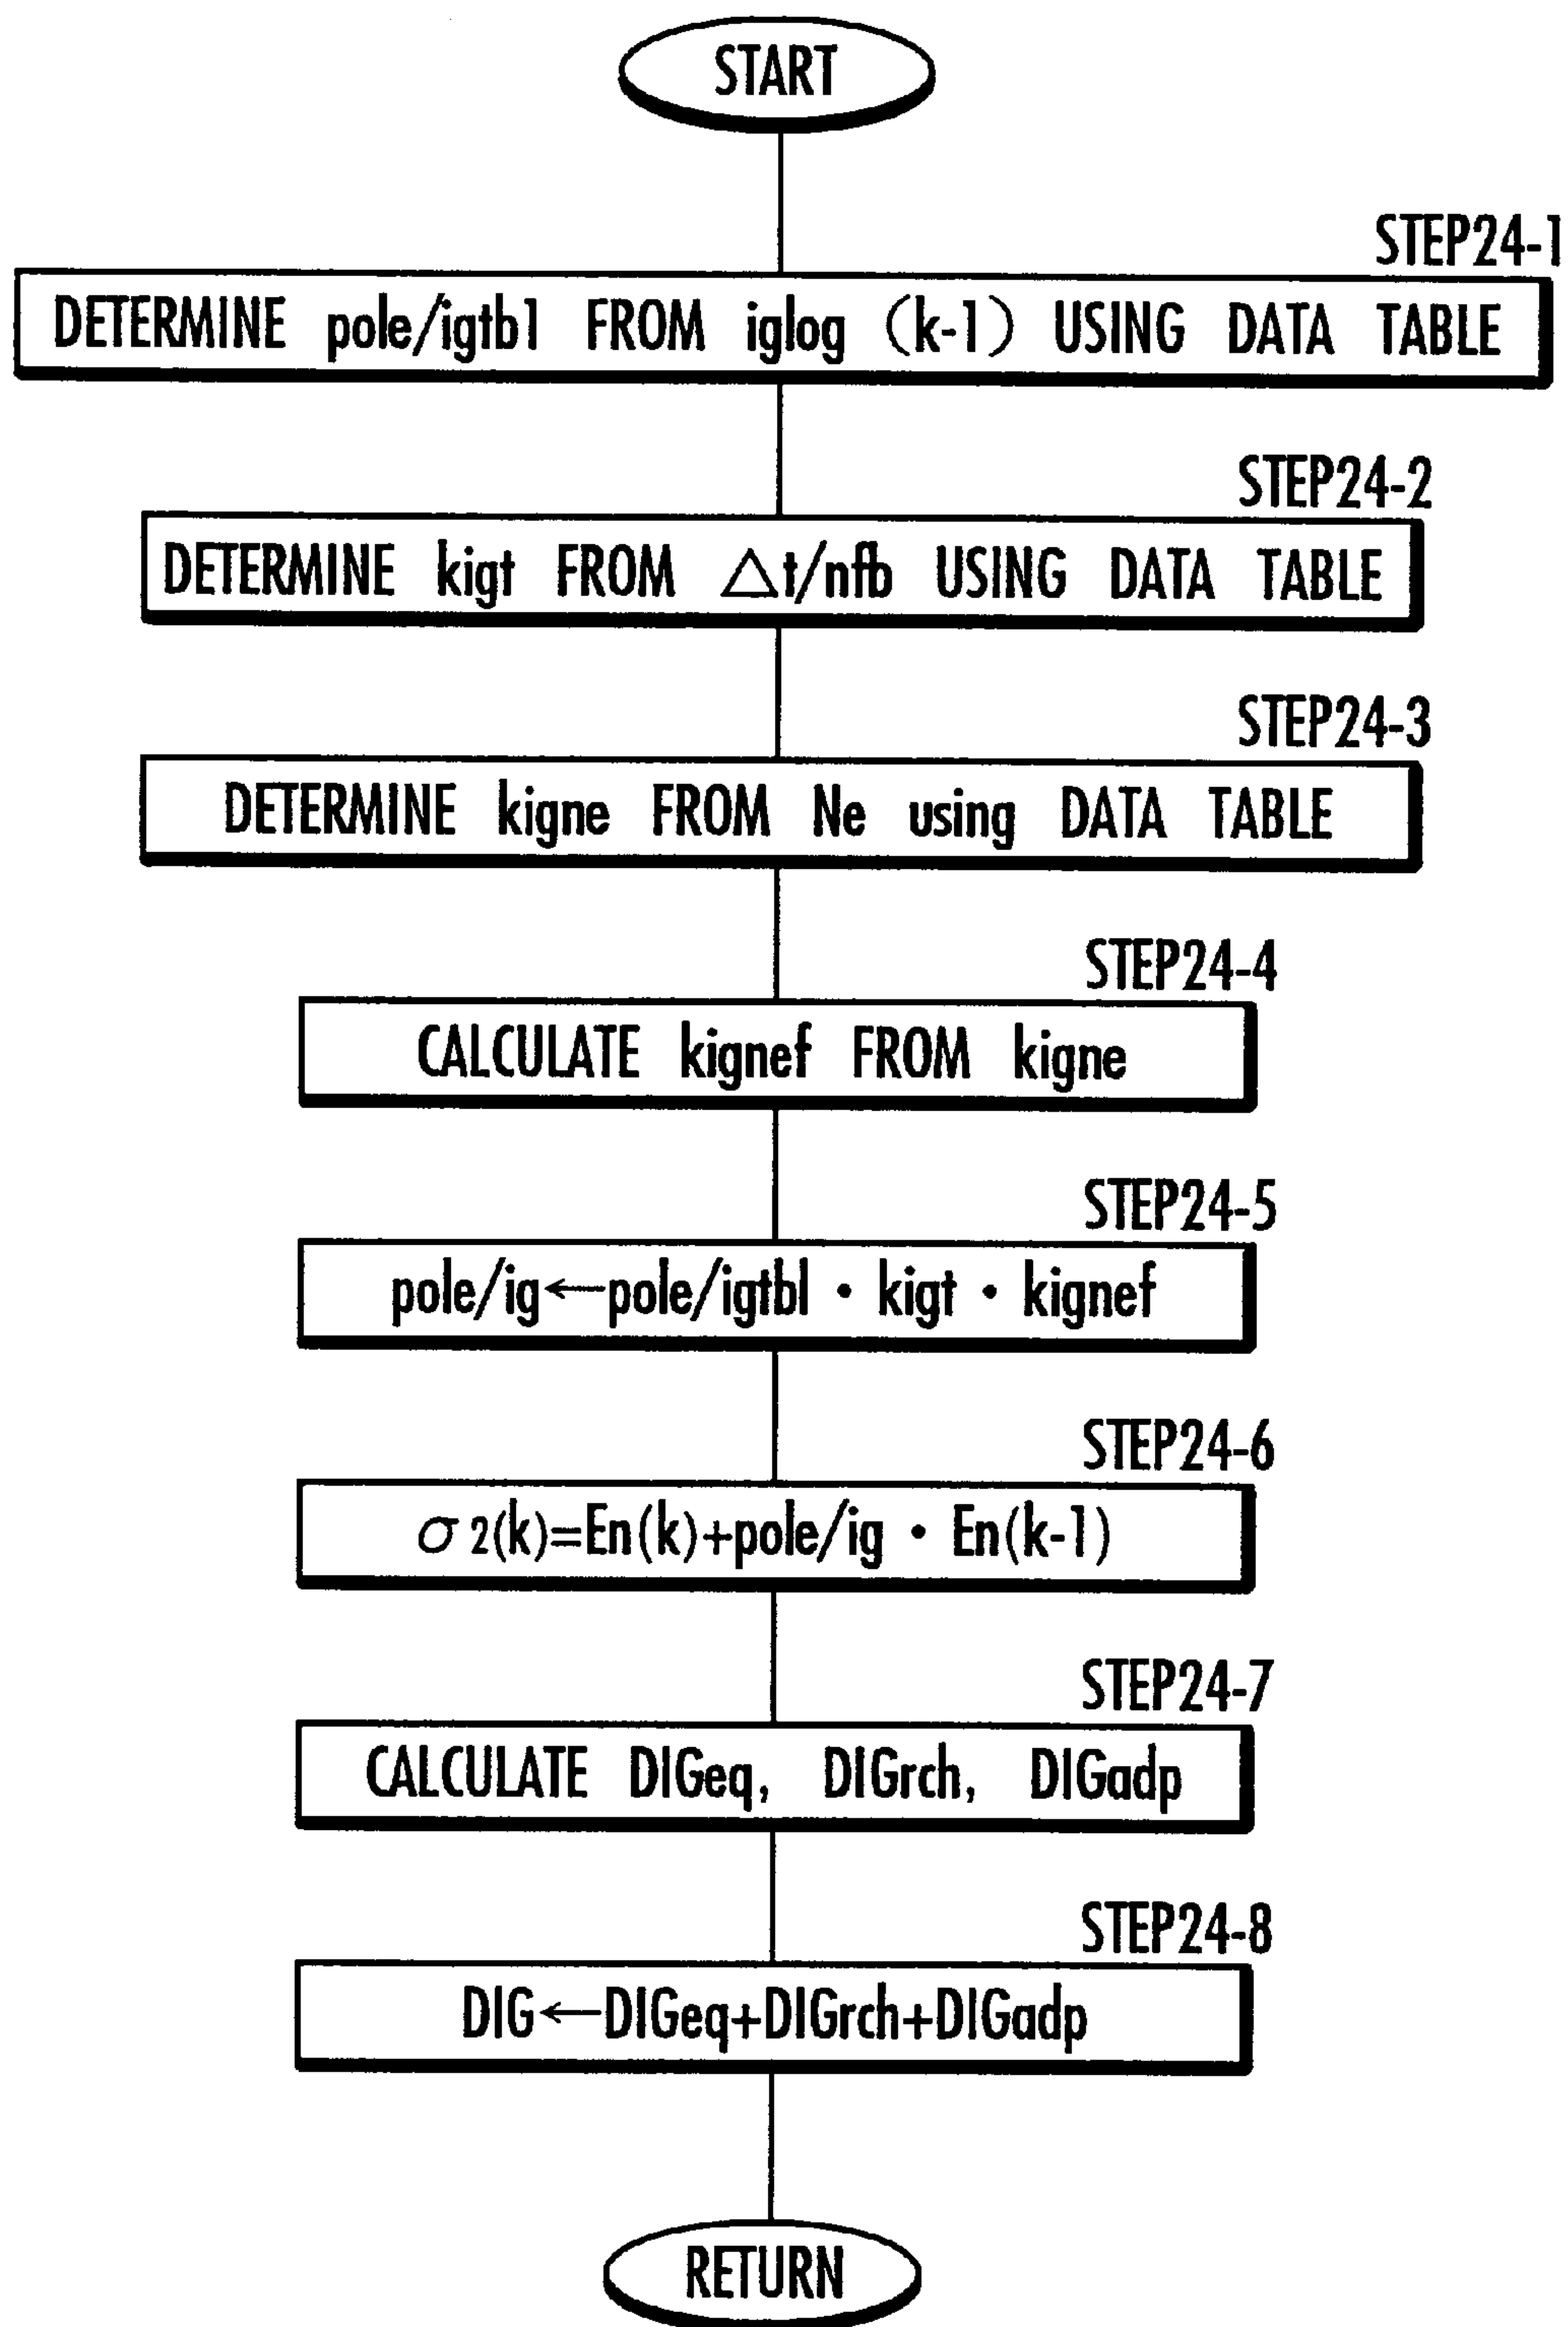 START
STEP24-1
DETERMINE pole/igtbl FROM iglog (k-1) USING DATA TABLE
STEP24-2
DETERMINE kigt FROM △t/nfb USING DATA TABLE
STEP24-3
DETERMINE kigne FROM Ne using DATA TABLE
STEP24-4
CALCULATE kignef FROM kigne
STEP24-5
pole/ig←pole/igtbl · kigt · kignef
STEP24-6
σ2(k)=En(k)+pole/ig · En(k-1)
STEP24-7
CALCULATE DIGeq, DIGrch, DIGadp
STEP24-8
DIG←DIGeq+DIGrch+DIGadp
RETURN